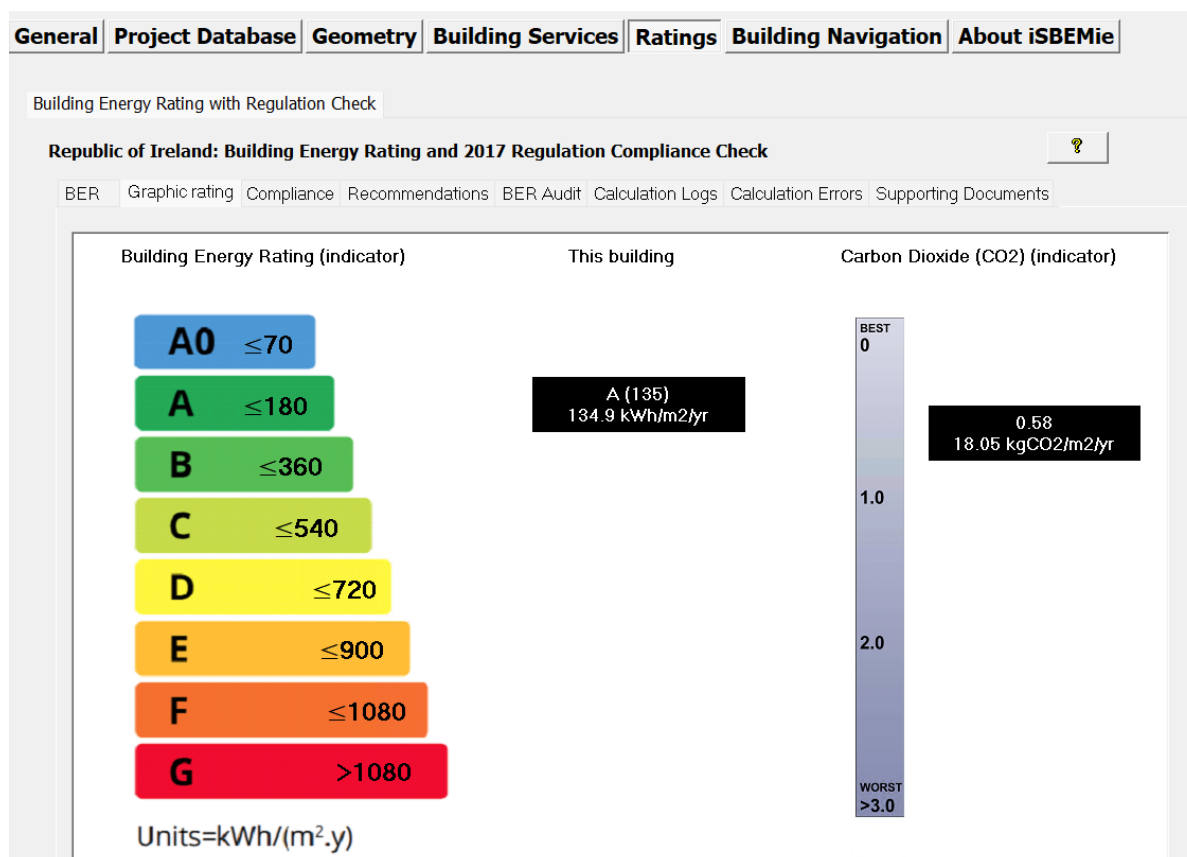 General Project Database Geometry Building Services Ratings Building Navigation About iSBEMie
Building Energy Rating with Regulation Check
Republic of Ireland: Building Energy Rating and 2017 Regulation Compliance Check ?
BER Graphic rating Compliance Recommendations BER Audit Calculation Logs Calculation Errors Supporting Documents
Building Energy Rating (indicator) This building Carbon Dioxide (CO2) (indicator)
A0 ≤70
A ≤180
B ≤360
C ≤540
D ≤720
E ≤900
F ≤1080
G >1080
Units=kWh/(m².y)
A (135)
134.9 kWh/m2/yr
BEST
0
1.0
2.0
WORST
>3.0
0.58
18.05 kgCO2/m2/yr